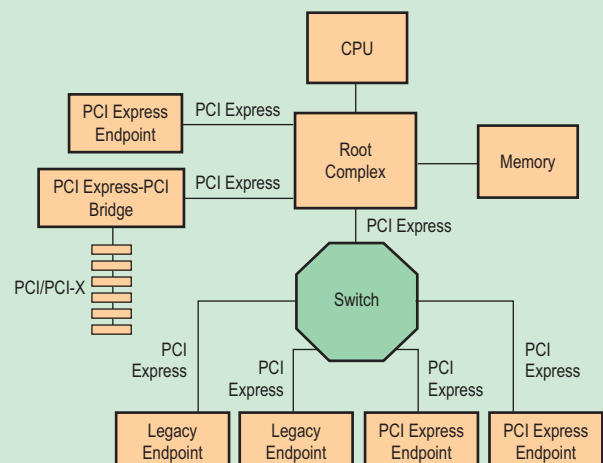 CPU
PCI Express
Endpoint
PCI Express
Root
Complex
Memory
PCI Express-PCI
Bridge
PCI Express
PCI Express
PCI/PCI-X
Switch
PCI
Express
PCI
Express
PCI
Express
PCI
Express
Legacy
Endpoint
Legacy
Endpoint
PCI Express
Endpoint
PCI Express
Endpoint